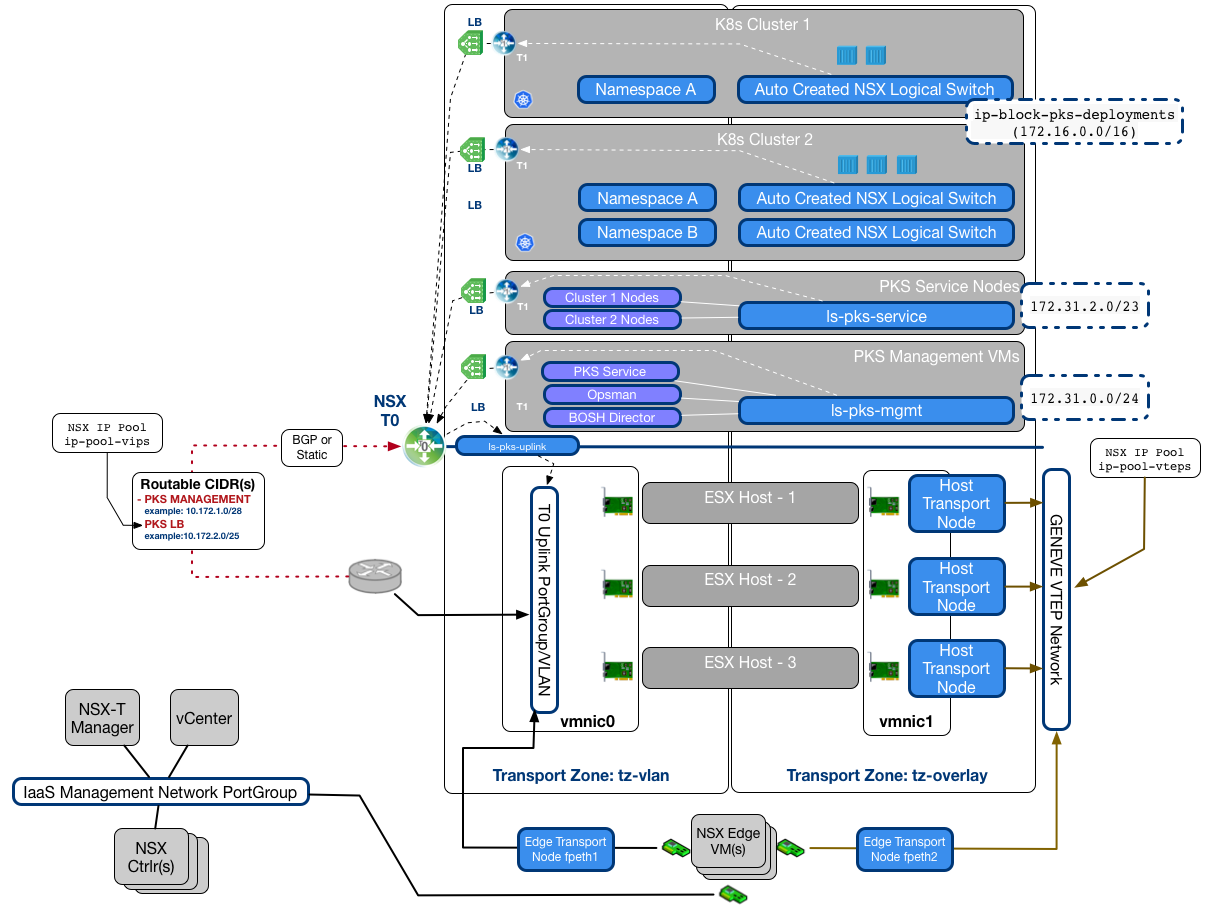 LB
K8s Cluster 1
T1
Namespace A
Auto Created NSX Logical Switch
ip-block-pks-deployments
(172.16.0.0/16)
K8s Cluster 2
LB
T1
Namespace A
Auto Created NSX Logical Switch
LB
Namespace B
Auto Created NSX Logical Switch
PKS Service Nodes
Cluster 1 Nodes
T1
LB
Cluster 2 Nodes
ls-pks-service
172.31.2.0/23
PKS Management VMs
PKS Service
Opsman
T1
LB
BOSH Director
ls-pks-mgmt
172.31.0.0/24
NSX
T0
NSX IP Pool
ip-pool-vips
BGP or
Static
T0
ls-pks-uplink
NSX IP Pool
ip-pool-vteps
Routable CIDR(s)
- PKS MANAGEMENT
example: 10.172.1.0/28
- PKS LB
example:10.172.2.0/25
T0 Uplink PortGroup/VLAN
ESX Host - 1
ESX Host - 2
ESX Host - 3
Host
Transport
Node
Host
Transport
Node
Host
Transport
Node
GENEVE VTEP Network
vmnic0
vmnic1
Transport Zone: tz-vlan
Transport Zone: tz-overlay
NSX-T
Manager
vCenter
IaaS Management Network PortGroup
NSX
Ctrlr(s)
Edge Transport
Node fpeth1
NSX Edge
VM(s)
Edge Transport
Node fpeth2